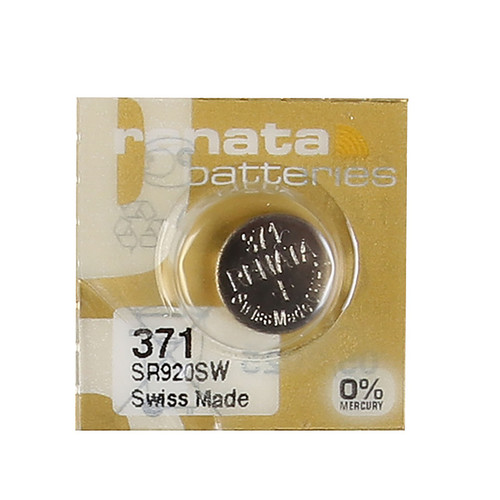 renata
batteries
371
RENATA
+
Swiss Made
371
SR920SW
Swiss Made
0%
MERCURY